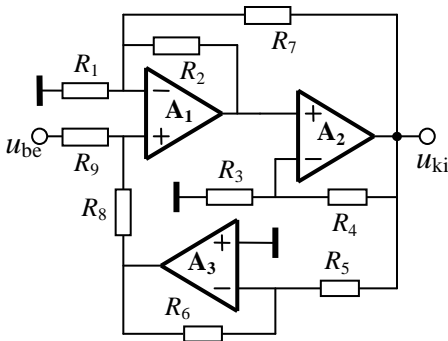 R7
R1
R2
− A1 +
+ A2 −
ube
R9
uki
R3
R4
R8
+ A3 −
R5
R6